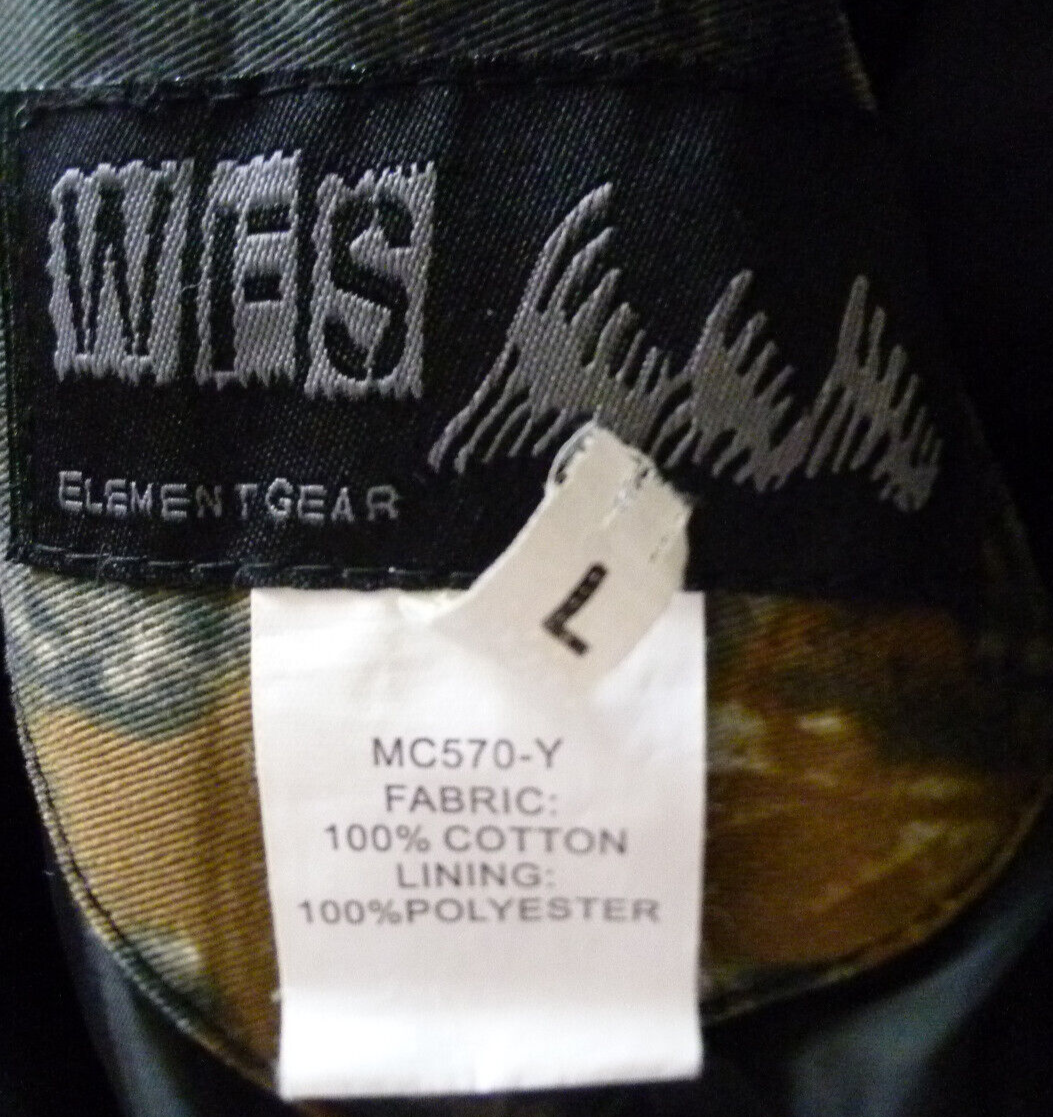 WFS
ELEMENTGEAR
L
MC570-Y
FABRIC:
100% COTTON
LINING:
100%POLYESTER